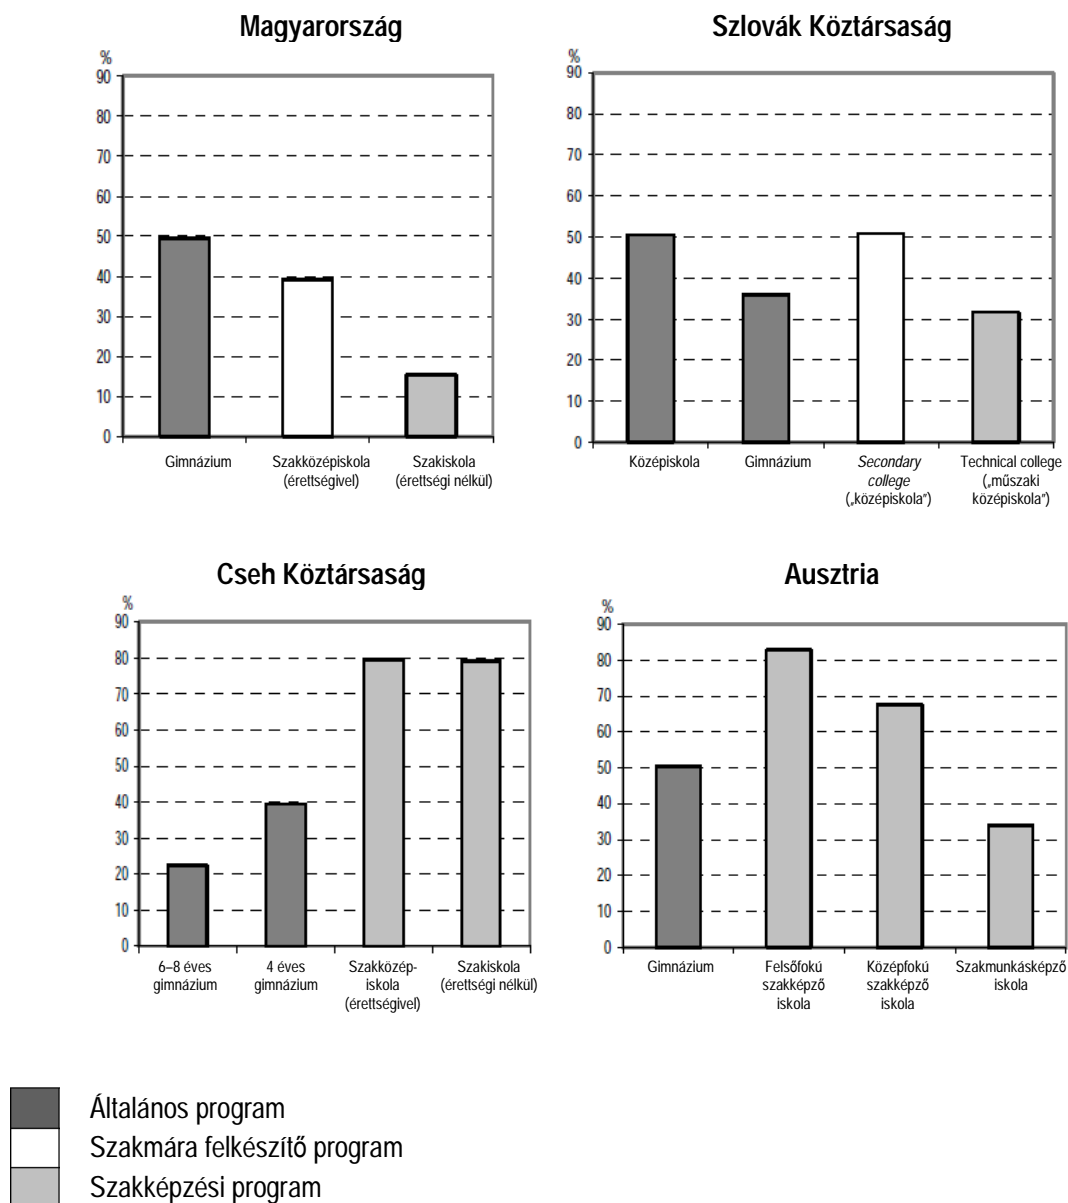 Magyarország
%
90
80
70
60
50
40
30
20
10
0
Gimnázium
Szakközépiskola
(érettségivel)
Szakiskola
(érettségi nélkül)
Szlovák Köztársaság
%
90
80
70
60
50
40
30
20
10
0
Középiskola
Gimnázium
Secondary
college
(„középiskola”)
Technical college
(„műszaki
középiskola”)
Cseh Köztársaság
%
90
80
70
60
50
40
30
20
10
0
6–8 éves
gimnázium
4 éves
gimnázium
Szakközép-
iskola
(érettségivel)
Szakiskola
(érettségi nélkül)
Ausztria
%
90
80
70
60
50
40
30
20
10
0
Gimnázium
Felsőfokú
szakképző
iskola
Középfokú
szakképző
iskola
Szakmunkásképző
iskola
Általános program
Szakmára felkészítő program
Szakképzési program